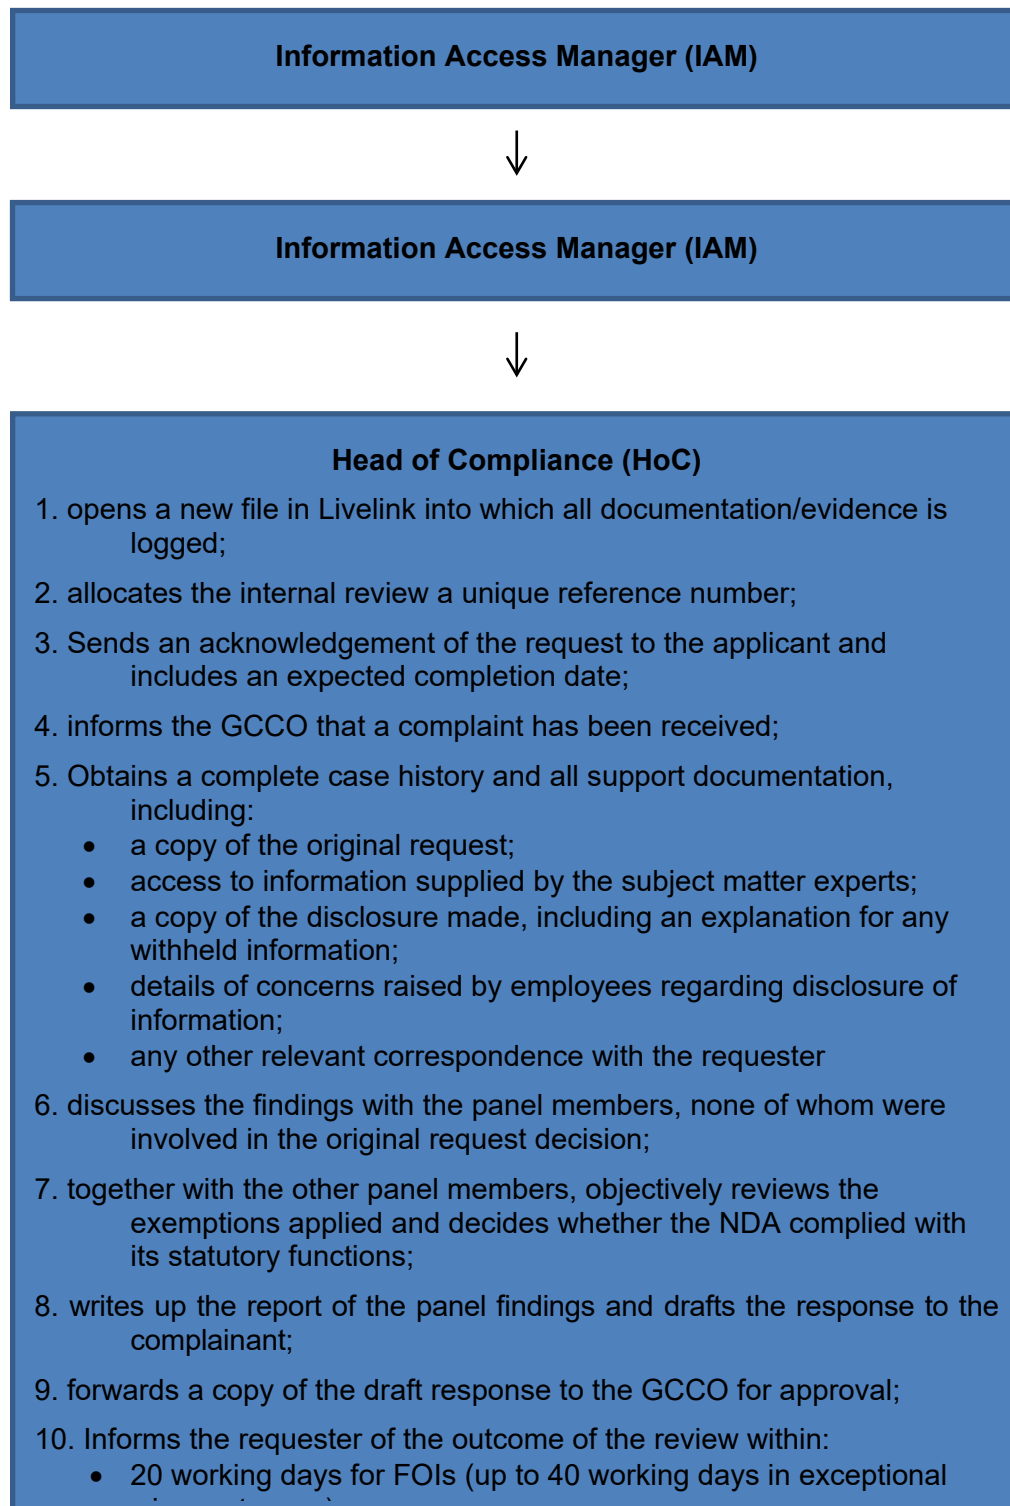 Information Access Manager (IAM)
Information Access Manager (IAM)
Head of Compliance (HoC)
1. opens a new file in Livelink into which all documentation/evidence is
logged;
2. allocates the internal review a unique reference number;
3. Sends an acknowledgement of the request to the applicant and
includes an expected completion date;
4. informs the GCCO that a complaint has been received;
5. Obtains a complete case history and all support documentation,
including:
• a copy of the original request;
• access to information supplied by the subject matter experts;
• a copy of the disclosure made, including an explanation for any
withheld information;
• details of concerns raised by employees regarding disclosure of
information;
• any other relevant correspondence with the requester
6. discusses the findings with the panel members, none of whom were
involved in the original request decision;
7. together with the other panel members, objectively reviews the
exemptions applied and decides whether the NDA complied with
its statutory functions;
8. writes up the report of the panel findings and drafts the response to the
complainant;
9. forwards a copy of the draft response to the GCCO for approval;
10. Informs the requester of the outcome of the review within:
• 20 working days for FOIs (up to 40 working days in exceptional